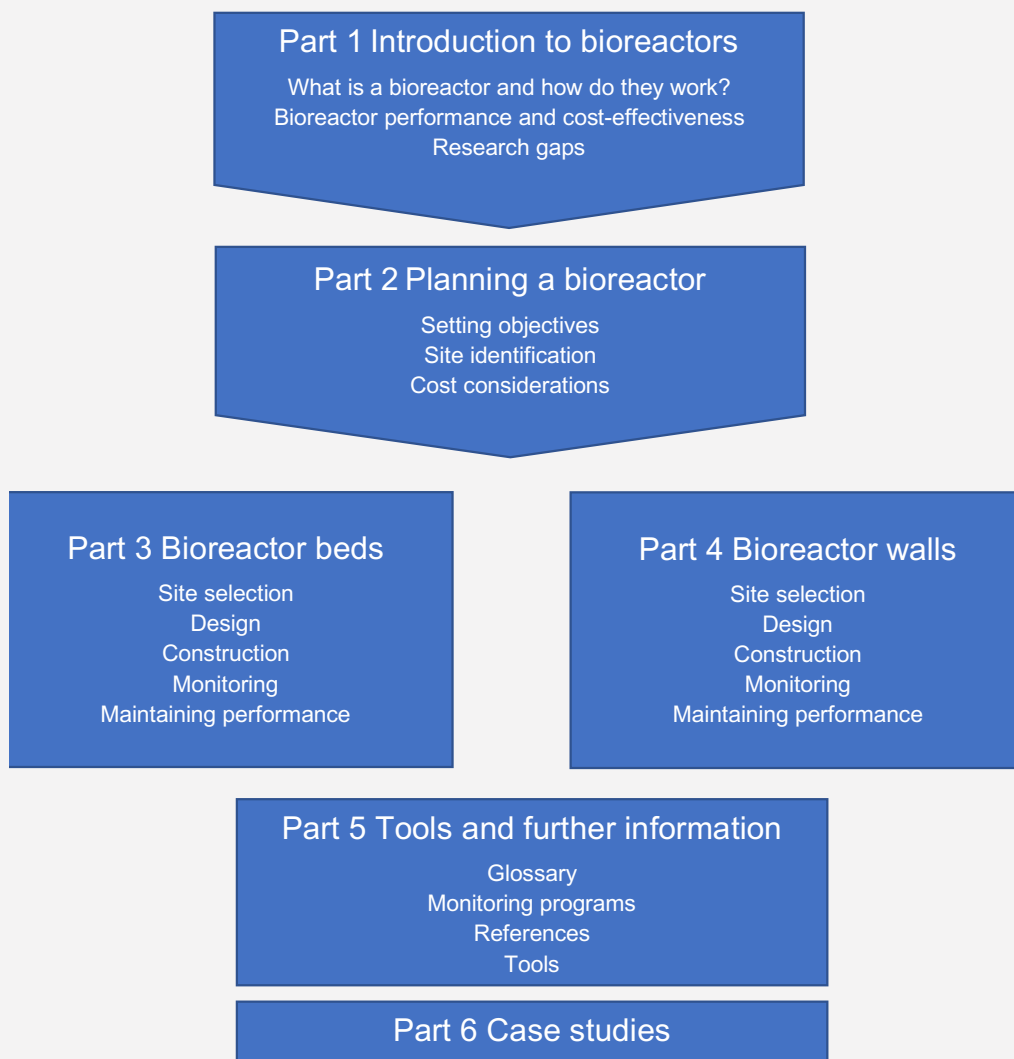 Part 1 Introduction to bioreactors
What is a bioreactor and how do they work?
Bioreactor performance and cost-effectiveness
Research gaps
Part 2 Planning a bioreactor
Setting objectives
Site identification
Cost considerations
Part 3 Bioreactor beds
Site selection
Design
Construction
Monitoring
Maintaining performance
Part 4 Bioreactor walls
Site selection
Design
Construction
Monitoring
Maintaining performance
Part 5 Tools and further information
Glossary
Monitoring programs
References
Tools
Part 6 Case studies